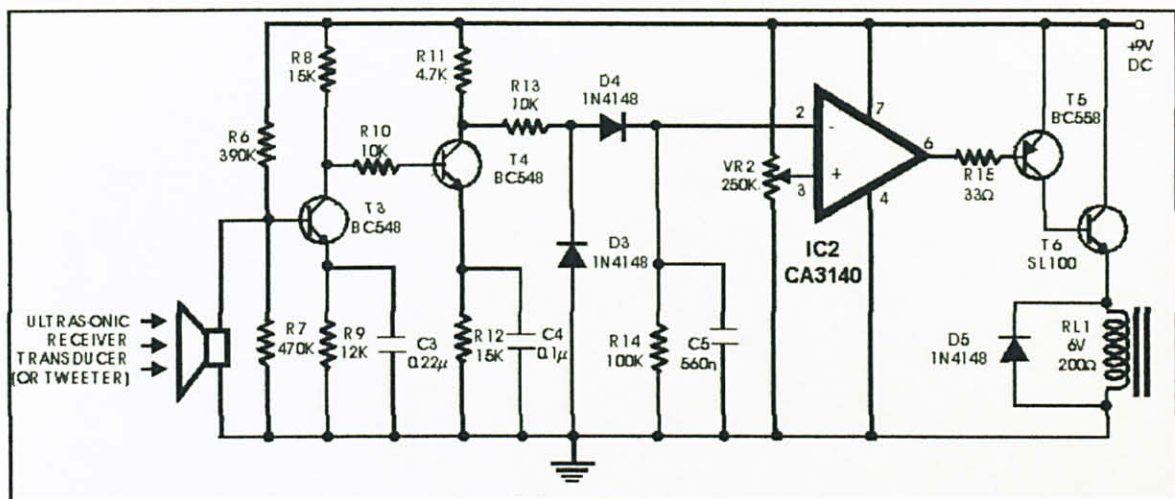 +9V
DC
R8
15K
R11
4.7K
R13
10K
D4
1N4148
T5
BC558
R6
390K
R10
10K
T4
BC548
2
-
7
6
VR2
250K
3
+
4
R15
33Ω
T3
BC548
D3
1N4148
IC2
CA3140
T6
SL100
ULTRASONIC
RECEIVER
TRANSDUCER
(OR TWEETER)
R7
470K
R9
12K
C3
0.22μ
R12
15K
C4
0.1μ
R14
100K
C5
560n
D5
1N4148
RL1
6V
200Ω